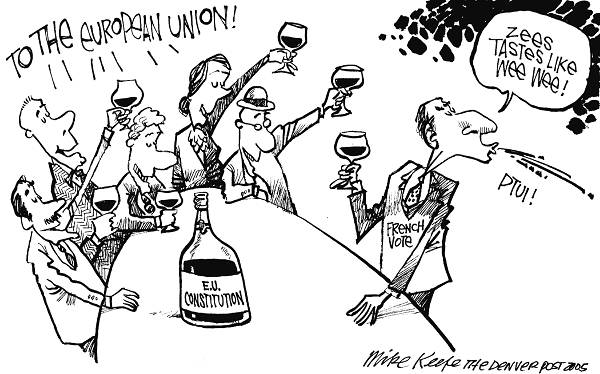 TO THE EUROPEAN UNION!
ZEES
TASTES LIKE
WEE WEE!
PTUI!
FRENCH
VOTE
E.U.
CONSTITUTION
Mike Keefe THE DENVER POST 2005